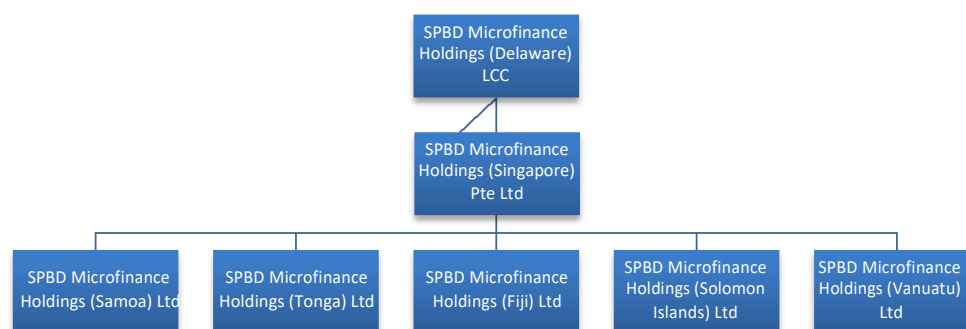 SPBD Microfinance
Holdings (Delaware)
LCC
SPBD Microfinance
Holdings (Singapore)
Pte Ltd
SPBD Microfinance
Holdings (Samoa) Ltd
SPBD Microfinance
Holdings (Tonga) Ltd
SPBD Microfinance
Holdings (Fiji) Ltd
SPBD Microfinance
Holdings (Solomon
Islands) Ltd
SPBD Microfinance
Holdings (Vanuatu)
Ltd